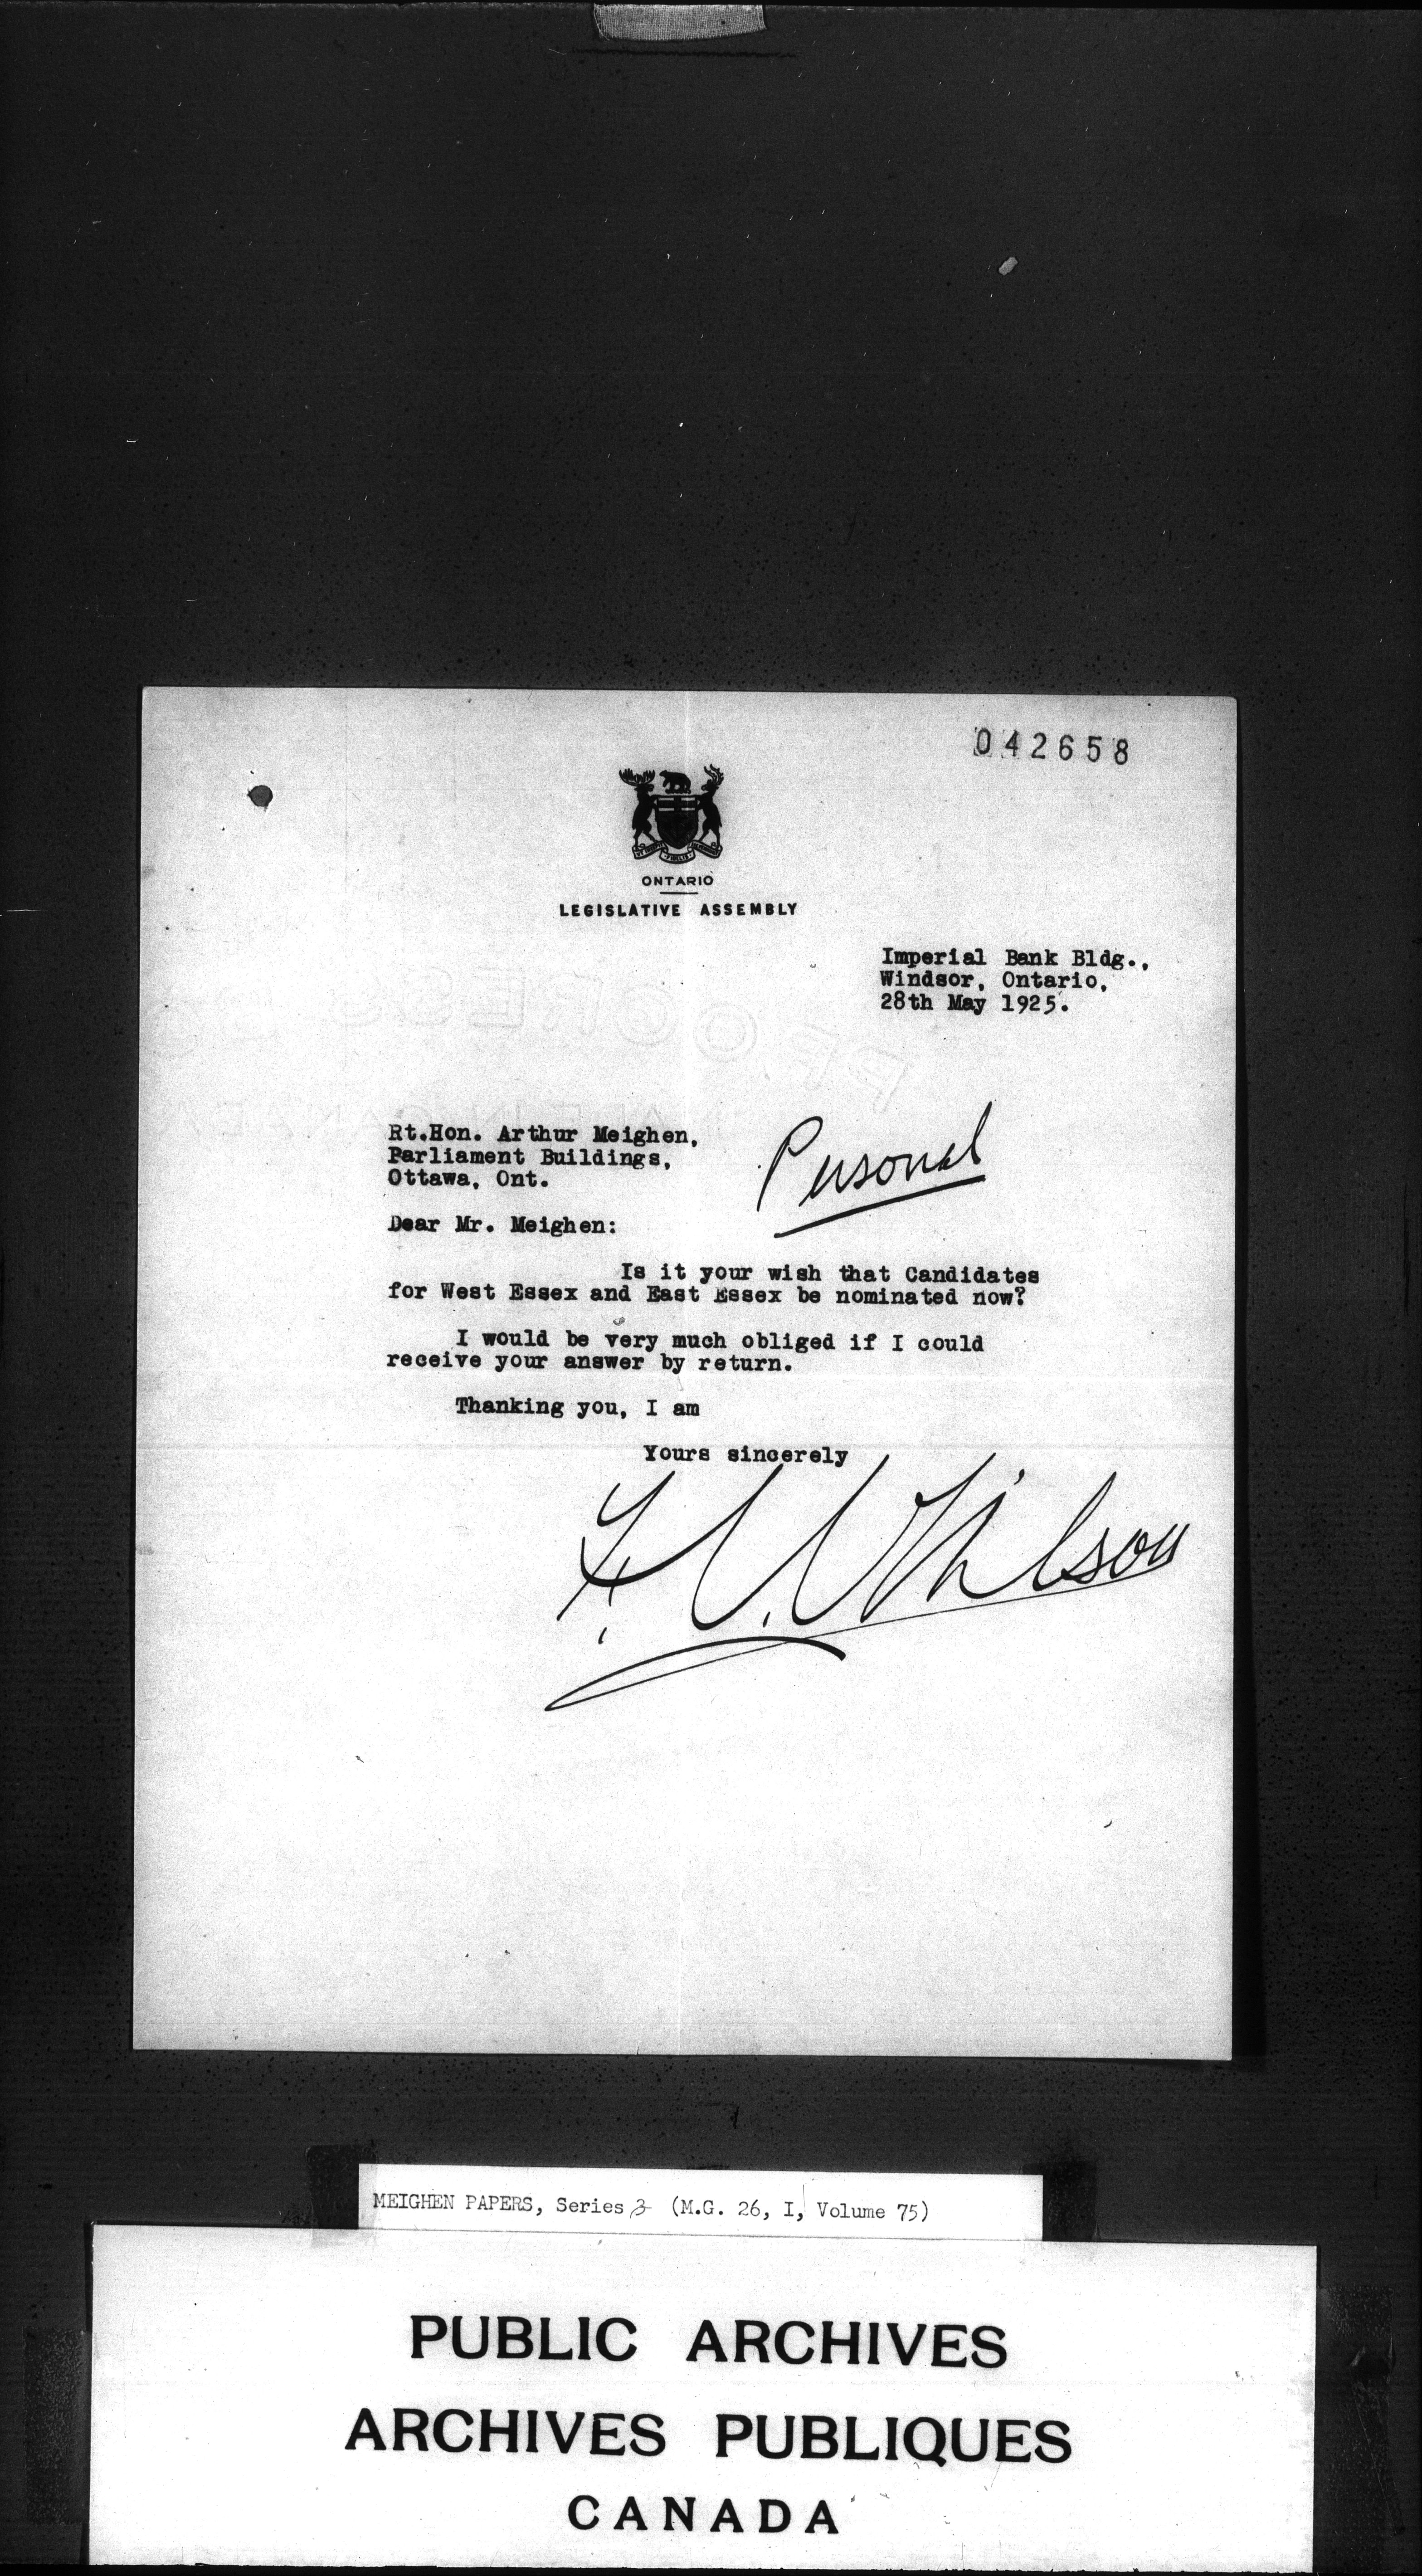 042658
FIDELIS
ONTARIO
LEGISLATIVE ASSEMBLY
Imperial Bank Bldg.,
Windsor, Ontario,
28th May 1925.
Rt.Hon. Arthur Meighen,
Parliament Buildings,
Ottawa, Ont.
Personal
Dear Mr. Meighen:
Is it your wish that Candidates
for West Essex and East Essex be nominated now?
I would be very much obliged if I could
receive your answer by return.
Thanking you, I am
Yours sincerely
Wilson
MEIGHEN PAPERS, Series 3 (M.G. 26, I, Volume 75)
PUBLIC ARCHIVES
ARCHIVES PUBLIQUES
CANADA